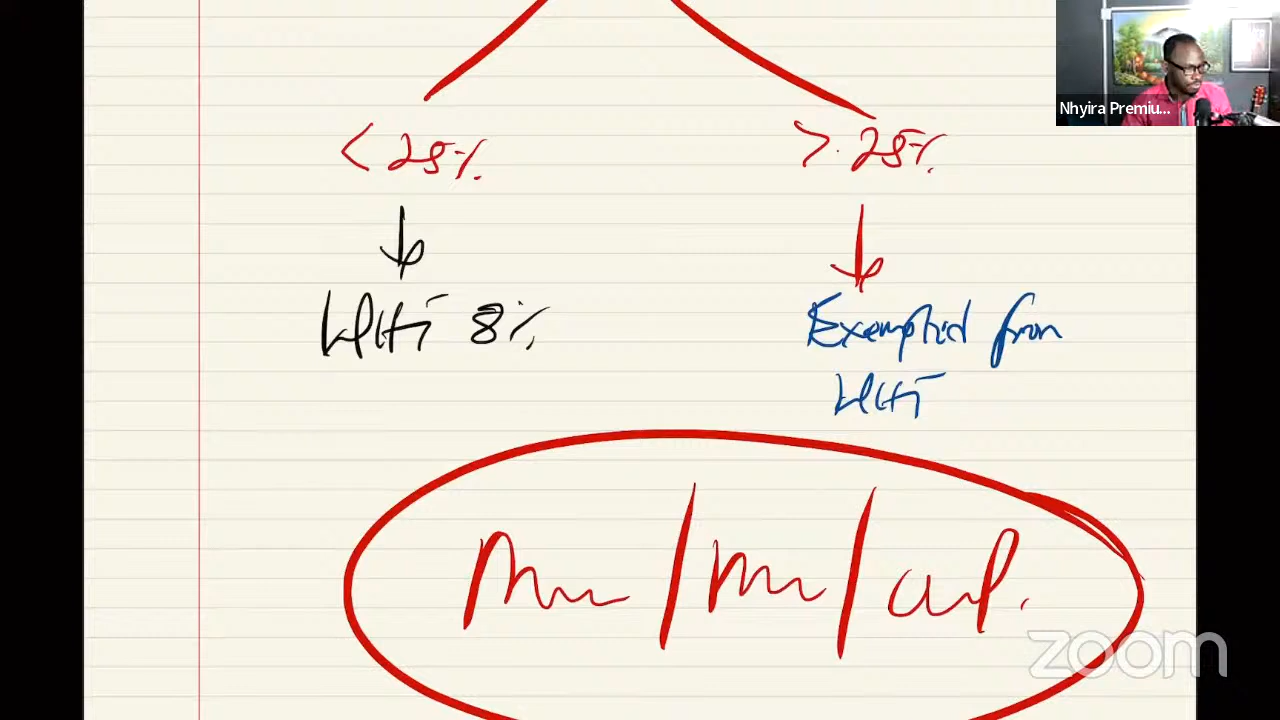 Nhyira Premiu...
< 25% > 25%
WHT 8% Exempted from
WHT
zoom